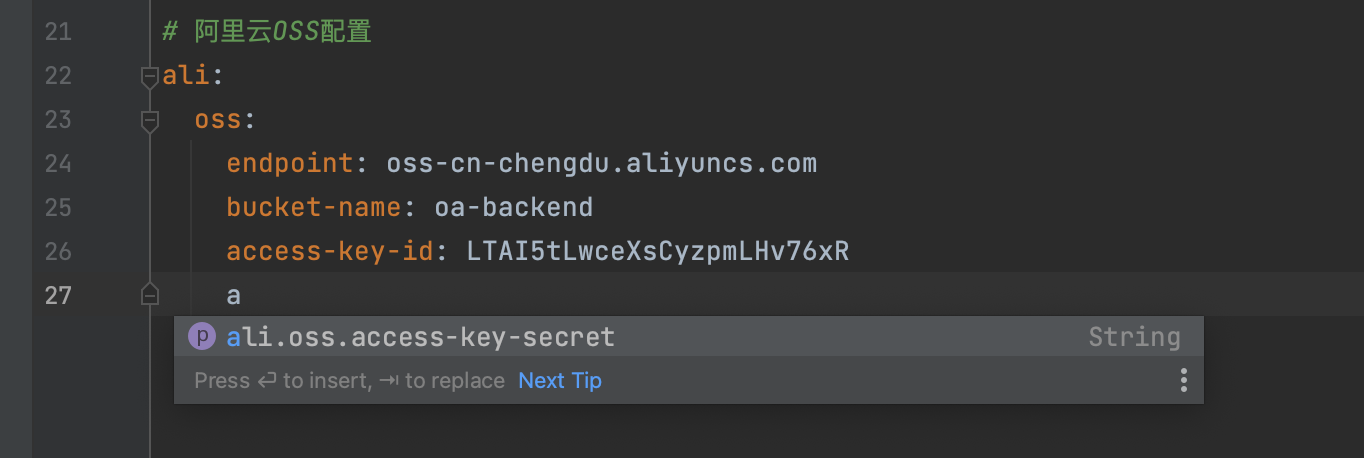 21 # 阿里云OSS配置
22 ali:
23 oss:
24 endpoint: oss-cn-chengdu.aliyuncs.com
25 bucket-name: oa-backend
26 access-key-id: LTAI5tLwceXsCyzpmLHv76xR
27 a
p ali.oss.access-key-secret String
Press ⏎ to insert, ⇥ to replace Next Tip